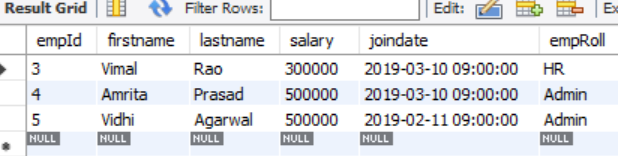 Result Grid Filter Rows: Edit: Ex
empId firstname lastname salary joindate empRoll
3 Vimal Rao 300000 2019-03-10 09:00:00 HR
4 Amrita Prasad 500000 2019-03-10 09:00:00 Admin
5 Vidhi Agarwal 500000 2019-02-11 09:00:00 Admin
NULL NULL NULL NULL NULL NULL